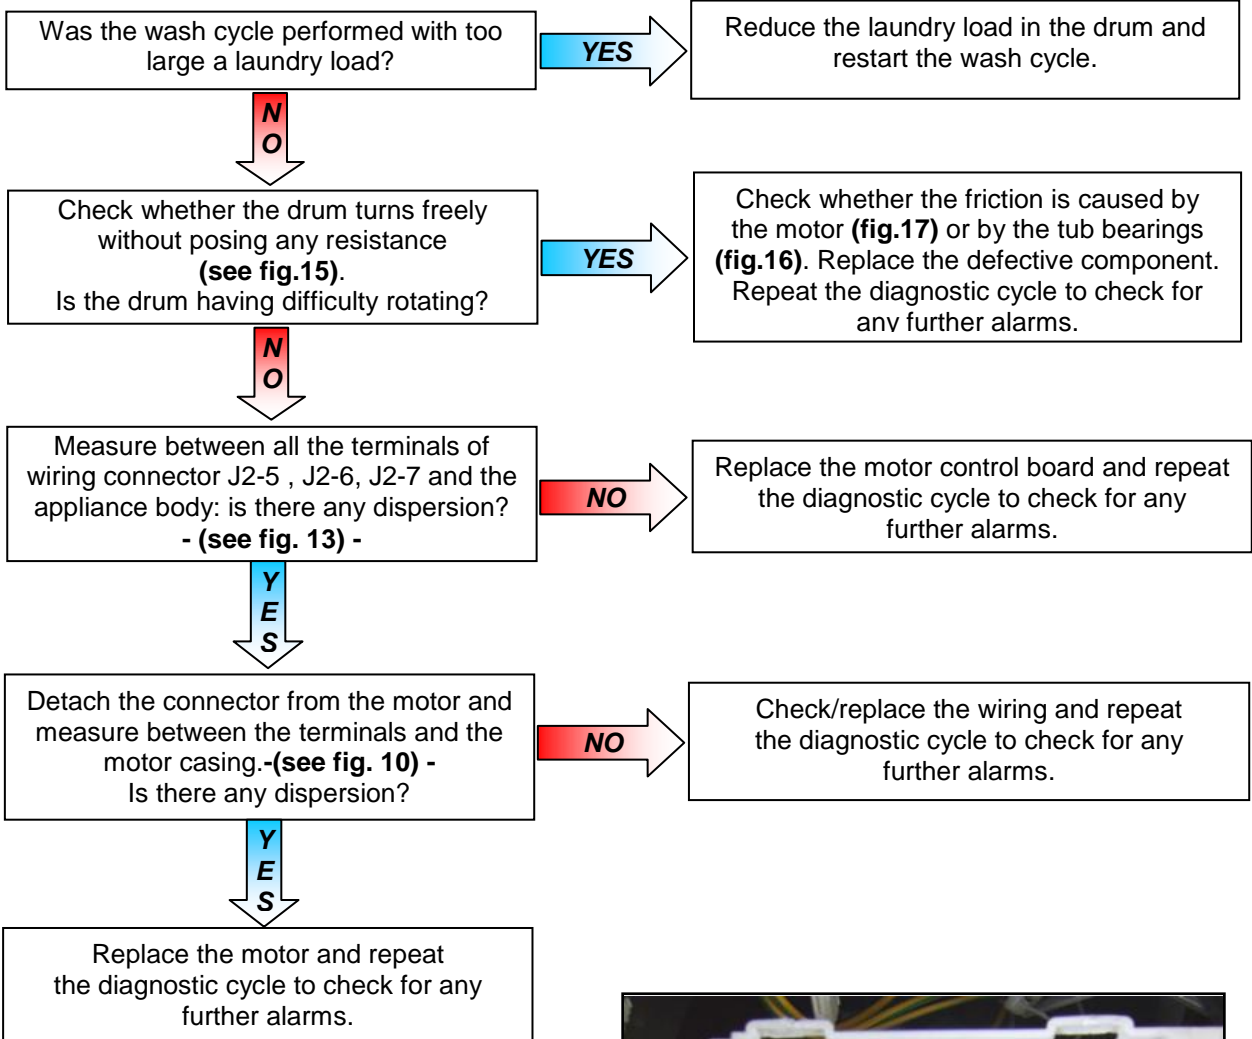 Was the wash cycle performed with too
large a laundry load?
YES
Reduce the laundry load in the drum and
restart the wash cycle.
N
O
Check whether the drum turns freely
without posing any resistance
(see fig.15).
Is the drum having difficulty rotating?
YES
Check whether the friction is caused by
the motor (fig.17) or by the tub bearings
(fig.16). Replace the defective component.
Repeat the diagnostic cycle to check for
any further alarms.
N
O
Measure between all the terminals of
wiring connector J2-5 , J2-6, J2-7 and the
appliance body: is there any dispersion?
- (see fig. 13) -
NO
Replace the motor control board and repeat
the diagnostic cycle to check for any
further alarms.
Y
E
S
Detach the connector from the motor and
measure between the terminals and the
motor casing.-(see fig. 10) -
Is there any dispersion?
NO
Check/replace the wiring and repeat
the diagnostic cycle to check for any
further alarms.
Y
E
S
Replace the motor and repeat
the diagnostic cycle to check for any
further alarms.